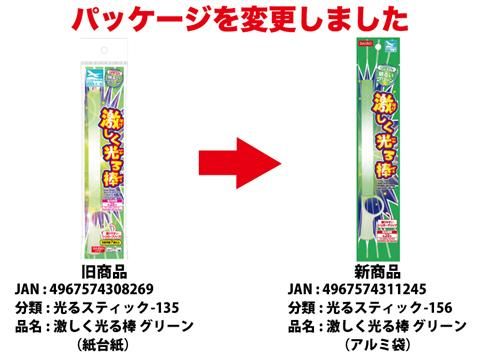 パッケージを変更しました
激しく光る棒
激しく光る棒
旧商品
JAN : 4967574308269
分類 : 光るスティック-135
品名 : 激しく光る棒 グリーン
（紙台紙）
新商品
JAN : 4967574311245
分類 : 光るスティック-156
品名 : 激しく光る棒 グリーン
（アルミ袋）